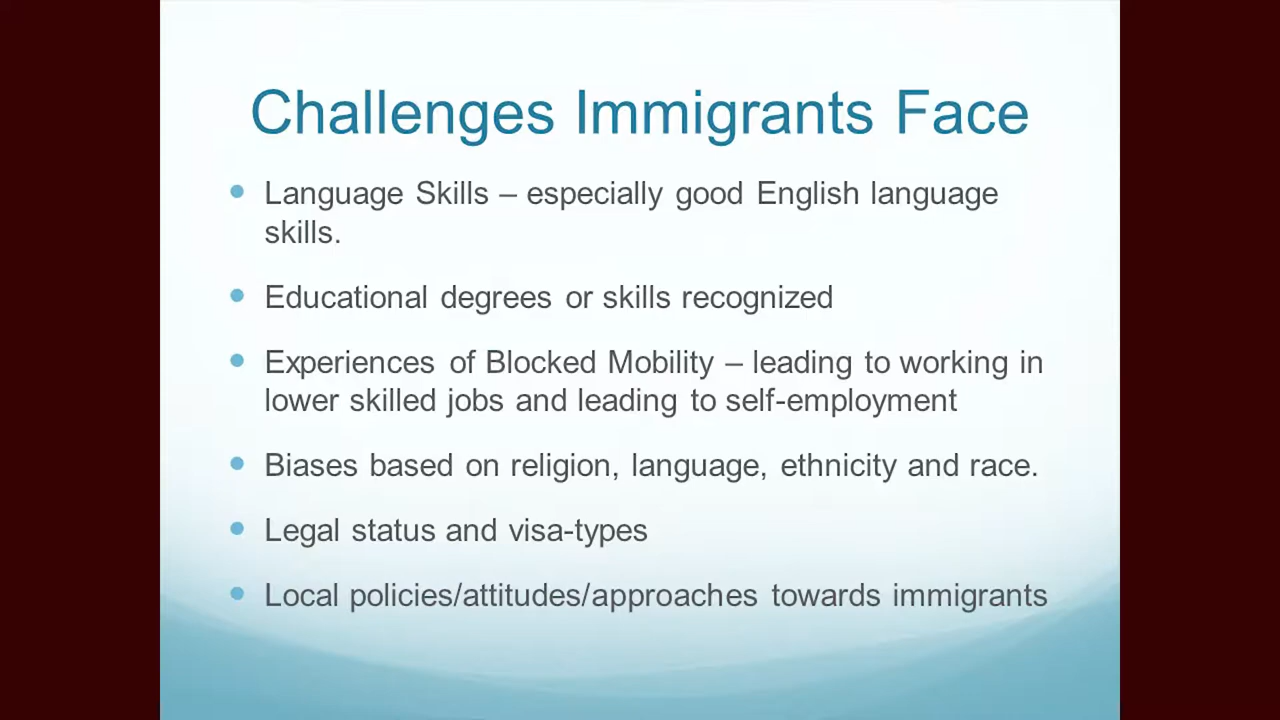 Challenges Immigrants Face
• Language Skills – especially good English language
skills.
• Educational degrees or skills recognized
• Experiences of Blocked Mobility – leading to working in
lower skilled jobs and leading to self-employment
• Biases based on religion, language, ethnicity and race.
• Legal status and visa-types
• Local policies/attitudes/approaches towards immigrants